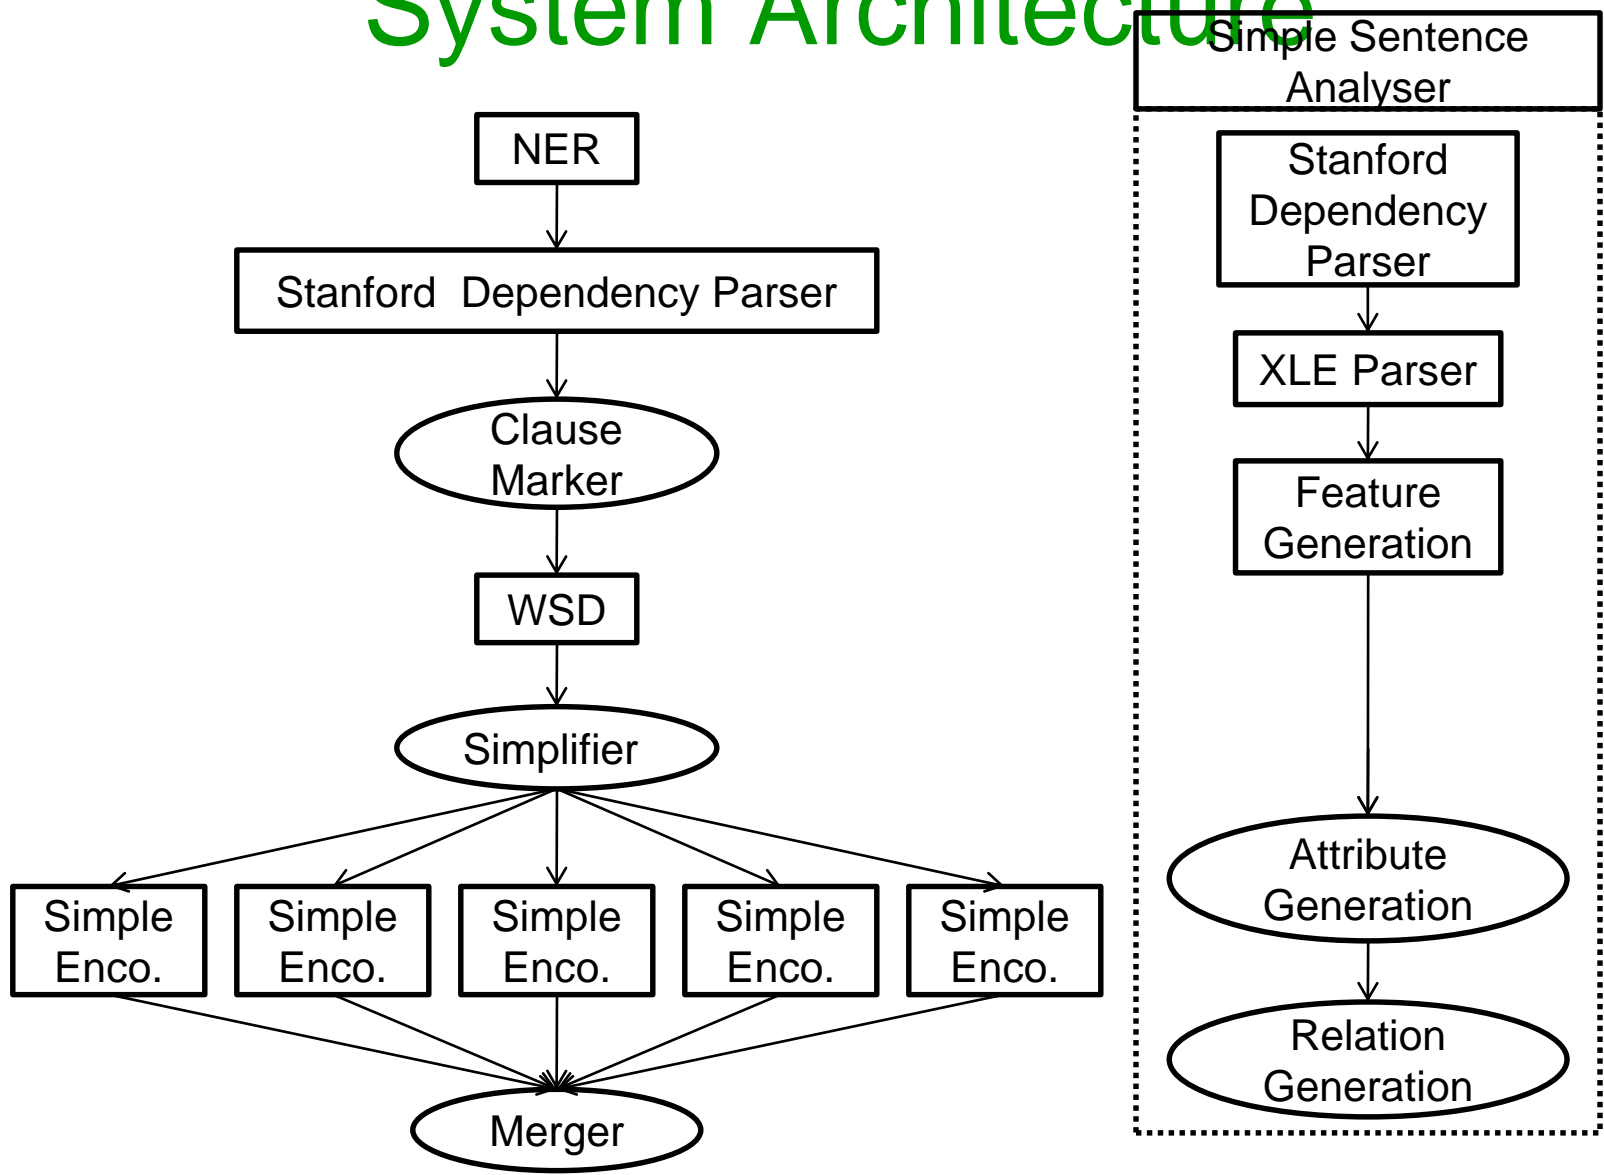 System Architecture
NER
Stanford Dependency Parser
Clause
Marker
WSD
Simplifier
Simple
Enco.
Simple
Enco.
Simple
Enco.
Simple
Enco.
Simple
Enco.
Merger
Simple Sentence
Analyser
Stanford
Dependency
Parser
XLE Parser
Feature
Generation
Attribute
Generation
Relation
Generation